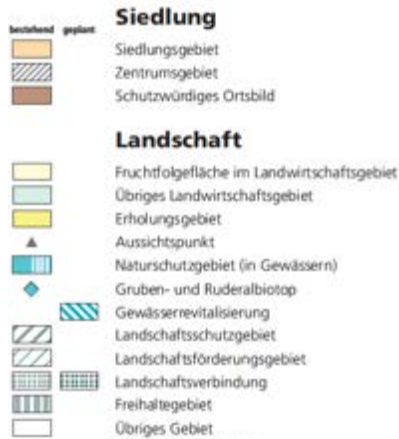 Siedlung
bestehend geplant
Siedlungsgebiet
Zentrumsgebiet
Schutzwürdiges Ortsbild
Landschaft
Fruchtfolgefläche im Landwirtschaftsgebiet
Übriges Landwirtschaftsgebiet
Erholungsgebiet
Aussichtspunkt
Naturschutzgebiet (in Gewässern)
Gruben- und Ruderalbiotop
Gewässerrevitalisierung
Landschaftsschutzgebiet
Landschaftsförderungsgebiet
Landschaftsverbindung
Freihaltegebiet
Übriges Gebiet